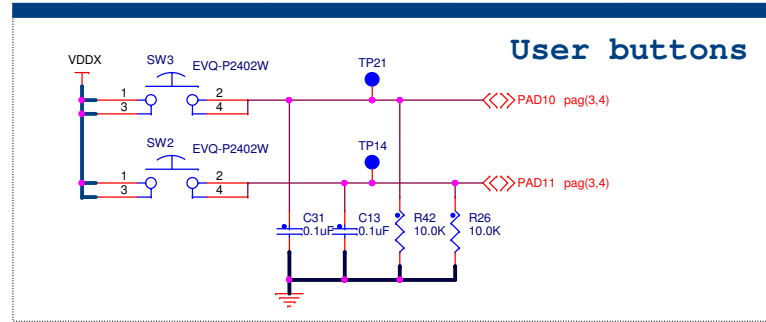 User buttons
VDDX
SW3
EVQ-P2402W
TP21
1
2
3
4
PAD10 pag(3,4)
SW2
EVQ-P2402W
TP14
1
2
3
4
PAD11 pag(3,4)
C31
0.1uF
C13
0.1uF
R42
10.0K
R26
10.0K